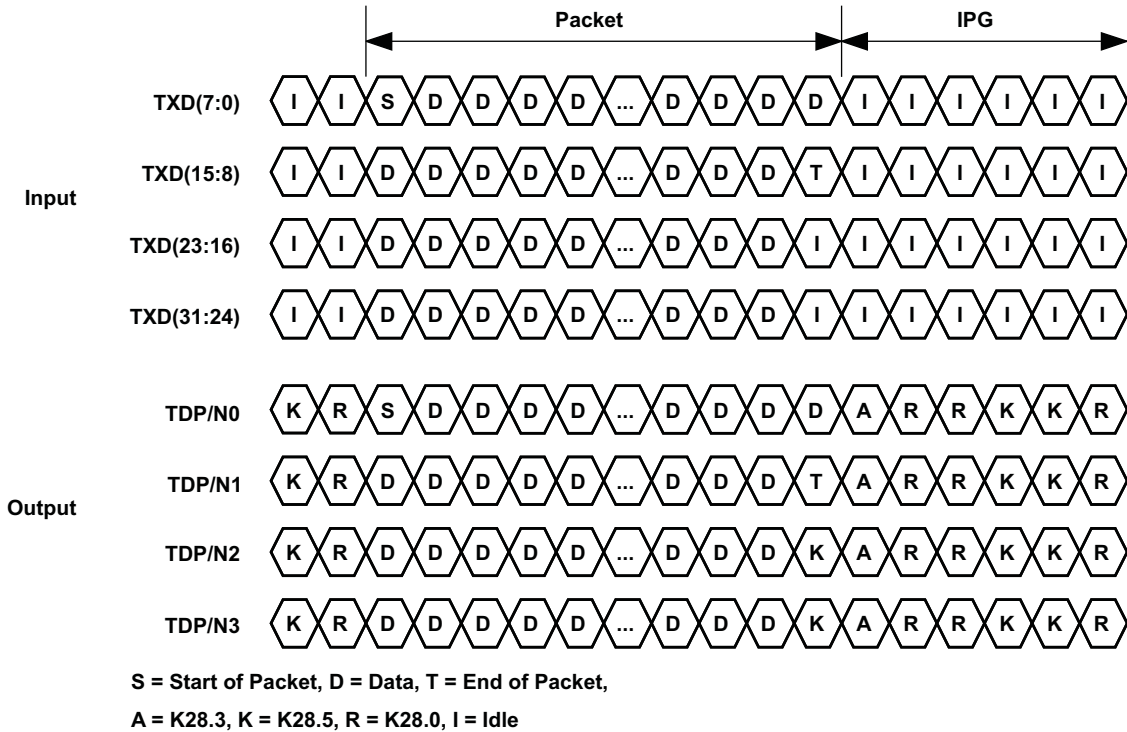 Packet IPG
TXD(7:0) I I S D D D D ... D D D D I I I I I I
TXD(15:8) I I D D D D D ... D D D T I I I I I I
Input
TXD(23:16) I I D D D D D ... D D D I I I I I I I
TXD(31:24) I I D D D D D ... D D D I I I I I I I
TDP/N0 K R S D D D D ... D D D D A R R K K R
TDP/N1 K R D D D D D ... D D D T A R R K K R
Output
TDP/N2 K R D D D D D ... D D D K A R R K K R
TDP/N3 K R D D D D D ... D D D K A R R K K R
S = Start of Packet, D = Data, T = End of Packet,
A = K28.3, K = K28.5, R = K28.0, I = Idle